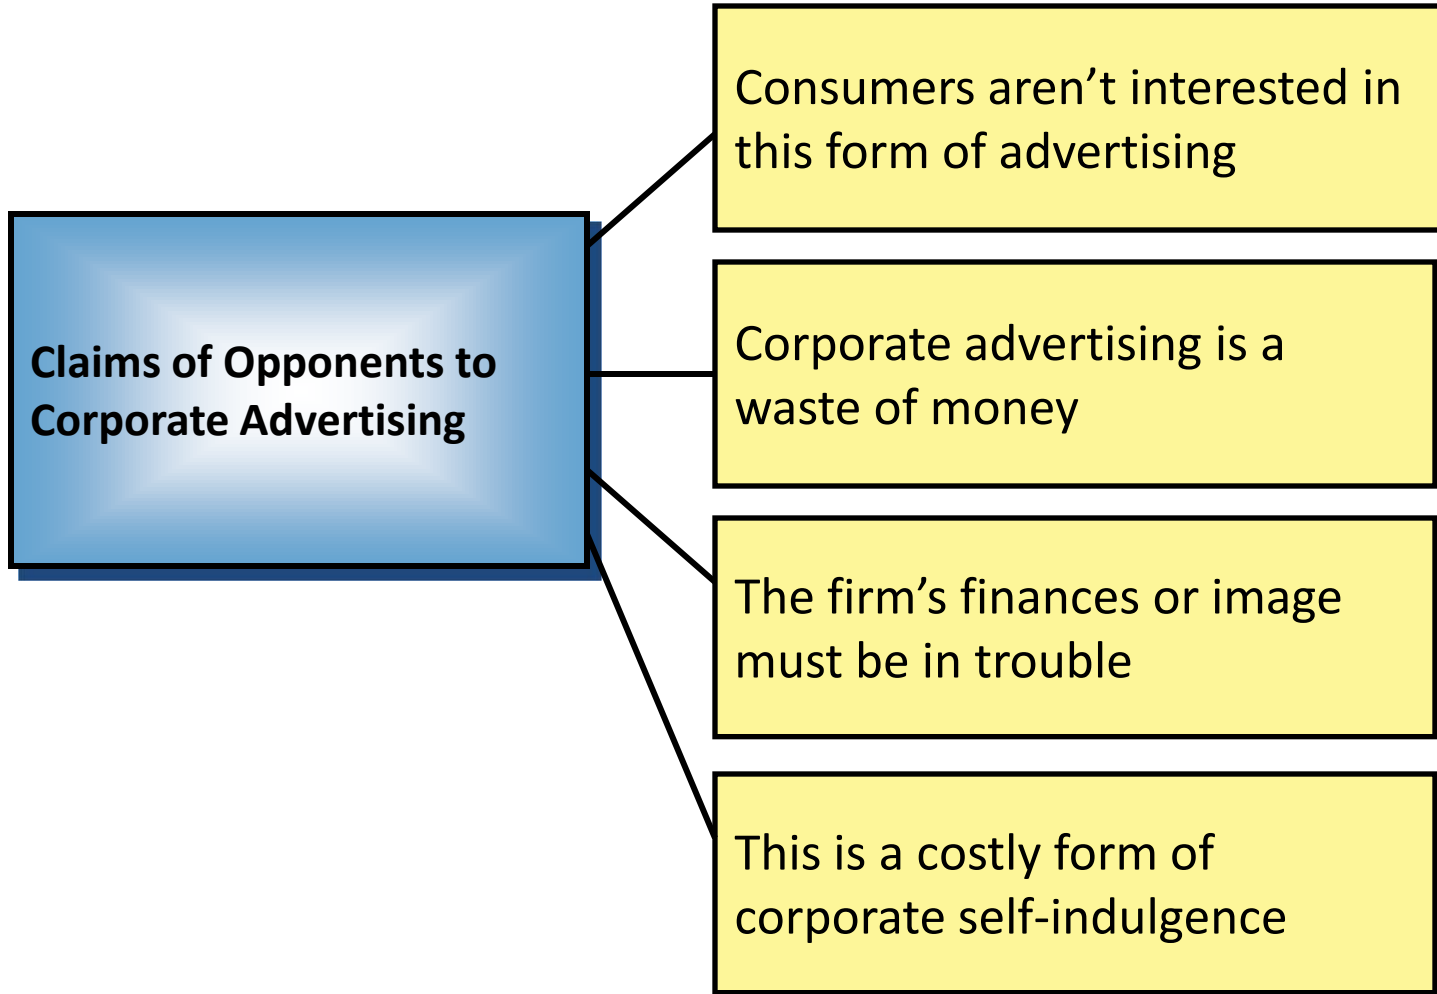 Claims of Opponents to
Corporate Advertising
Consumers aren’t interested in
this form of advertising
Corporate advertising is a
waste of money
The firm’s finances or image
must be in trouble
This is a costly form of
corporate self-indulgence